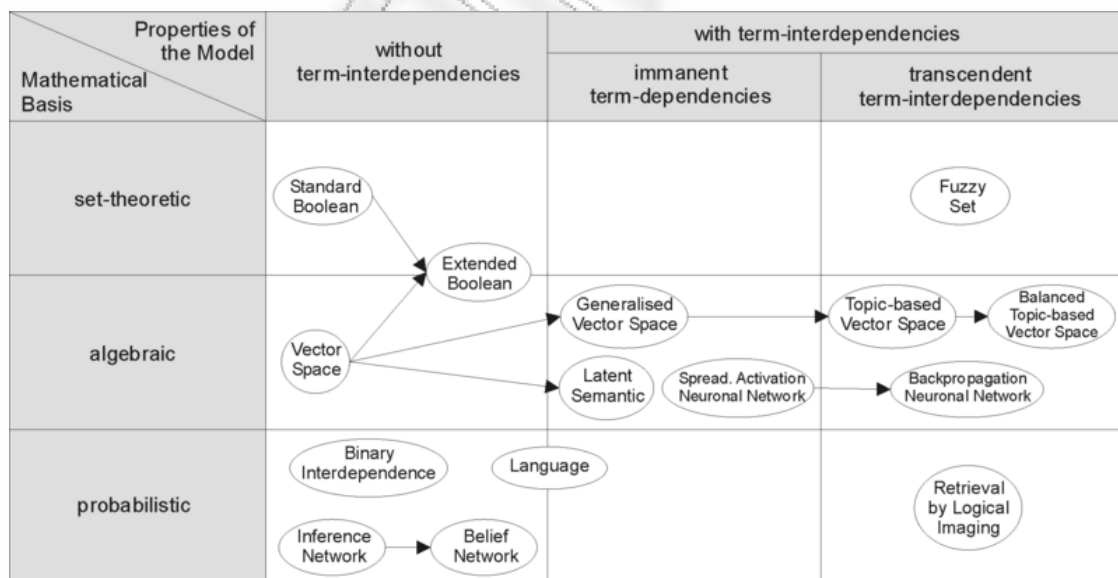 Properties of
the Model
Mathematical
Basis
without
term-interdependencies
with term-interdependencies
immanent
term-dependencies
transcendent
term-interdependencies
set-theoretic
Standard
Boolean
Fuzzy
Set
Extended
Boolean
algebraic
Vector
Space
Generalised
Vector Space
Topic-based
Vector Space
Balanced
Topic-based
Vector Space
Latent
Semantic
Spread. Activation
Neuronal Network
Backpropagation
Neuronal Network
probabilistic
Binary
Interdependence
Language
Retrieval
by Logical
Imaging
Inference
Network
Belief
Network